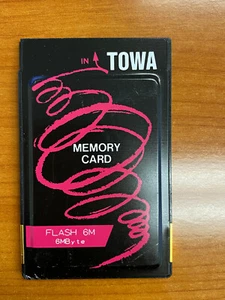 IN TOWA
MEMORY
CARD
FLASH 6M
6MByte